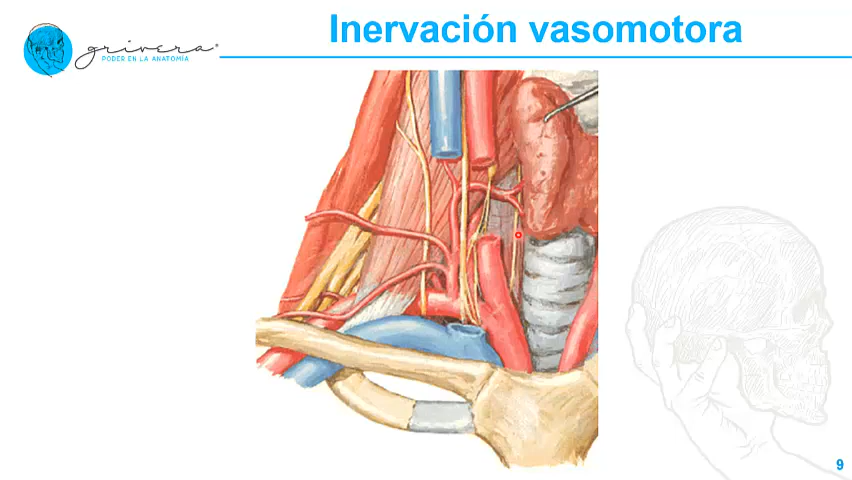 Inervación vasomotora
grivera®
PODER EN LA ANATOMÍA
9